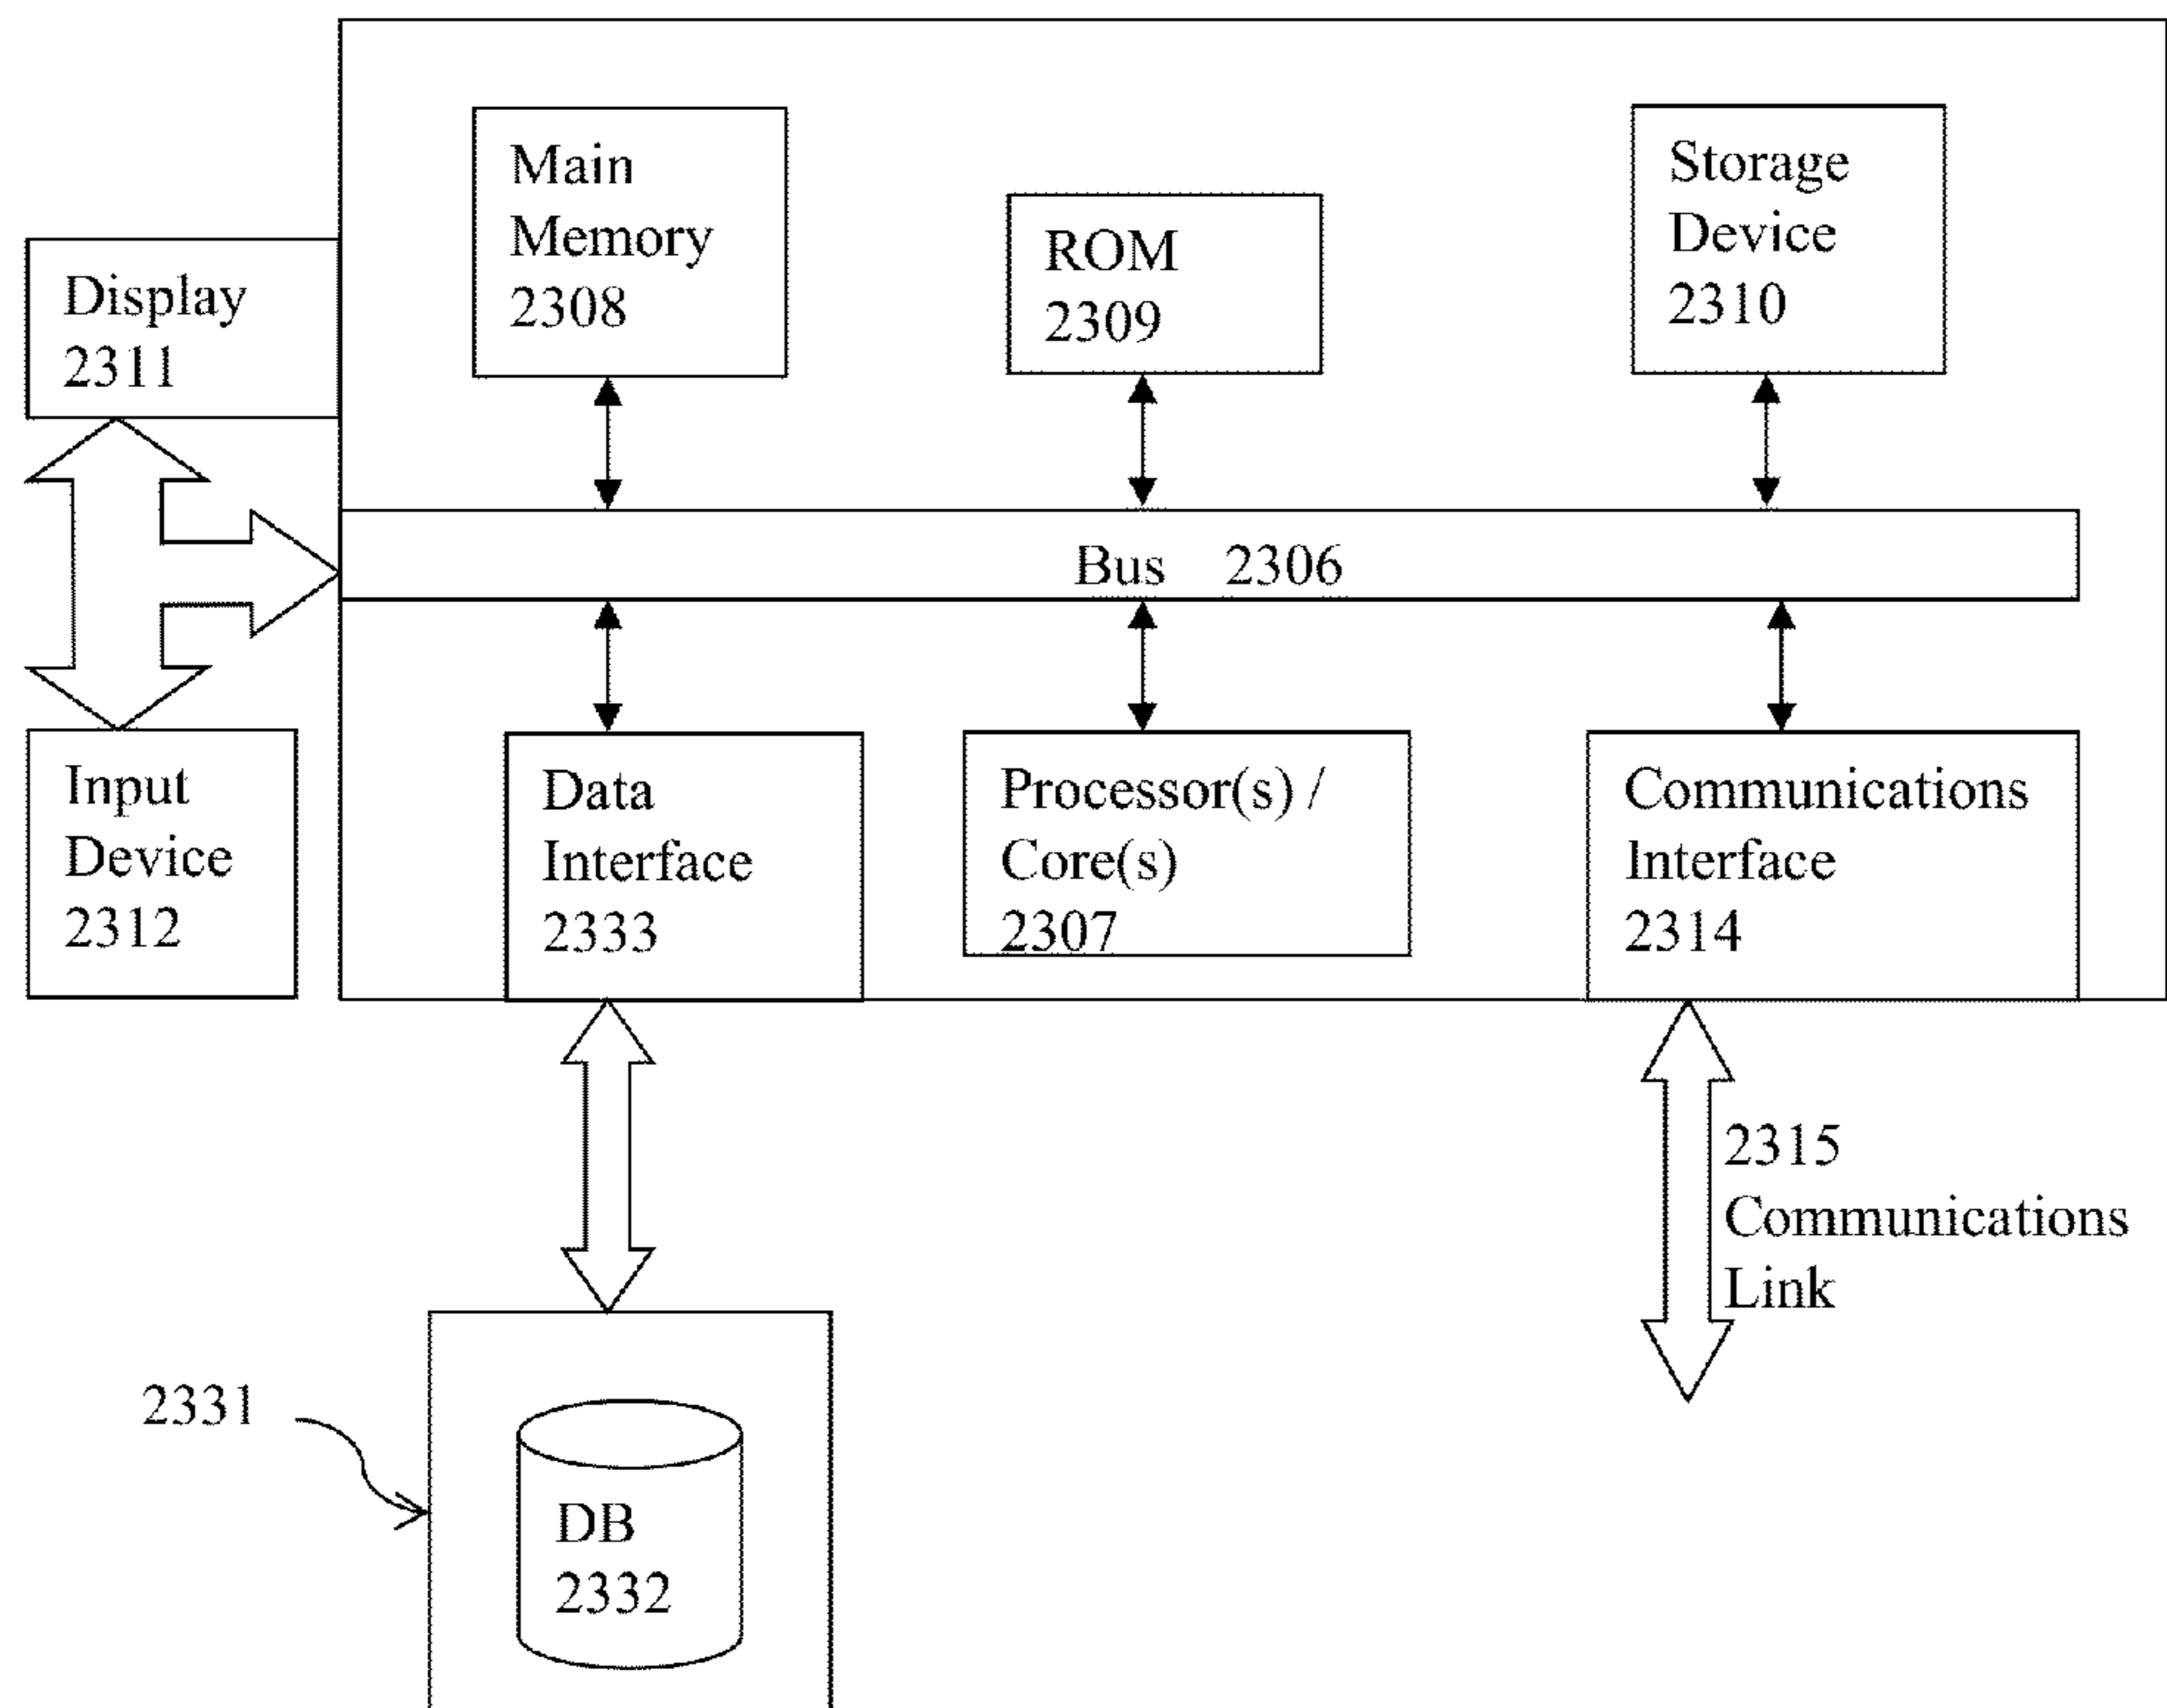 Main
Memory
2308
ROM
2309
Storage
Device
2310
Display
2311
Bus 2306
Input
Device
2312
Data
Interface
2333
Processor(s) /
Core(s)
2307
Communications
Interface
2314
2315
Communications
Link
2331
DB
2332